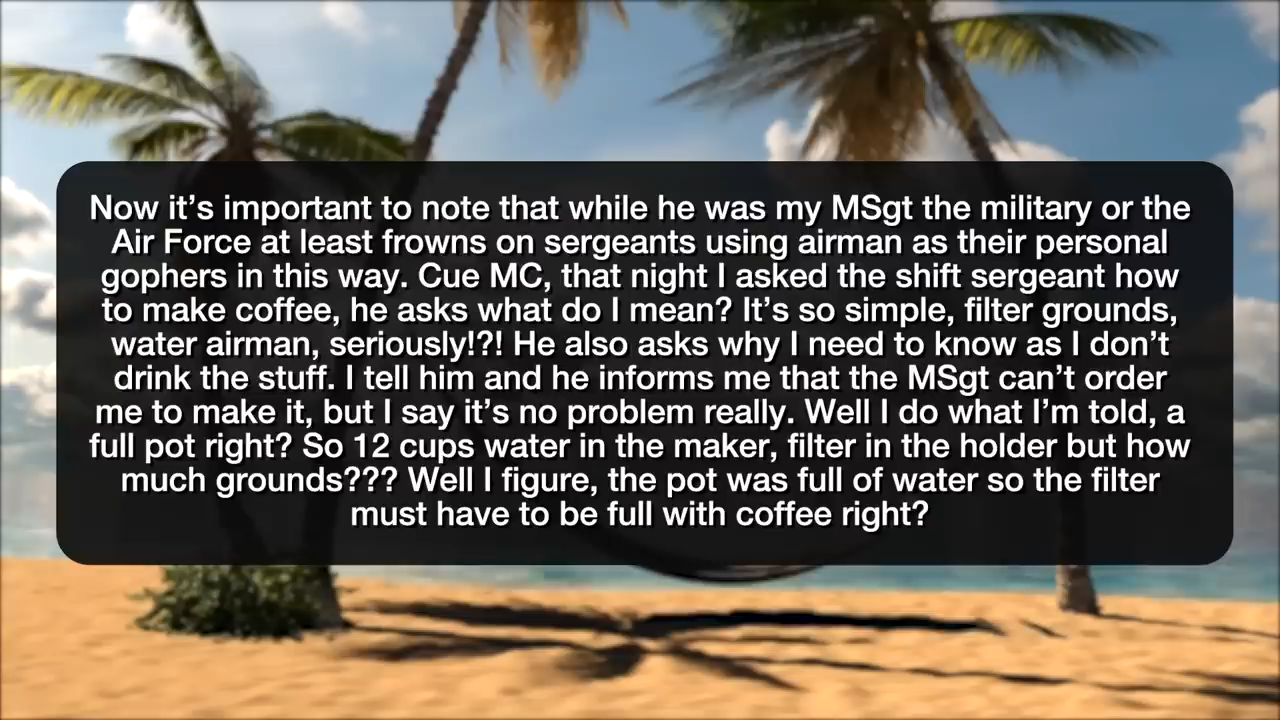 Now it's important to note that while he was my MSgt the military or the
Air Force at least frowns on sergeants using airman as their personal
gophers in this way. Cue MC, that night I asked the shift sergeant how
to make coffee, he asks what do I mean? It's so simple, filter grounds,
water airman, seriously!?! He also asks why I need to know as I don't
drink the stuff. I tell him and he informs me that the MSgt can't order
me to make it, but I say it's no problem really. Well I do what I'm told, a
full pot right? So 12 cups water in the maker, filter in the holder but how
much grounds??? Well I figure, the pot was full of water so the filter
must have to be full with coffee right?